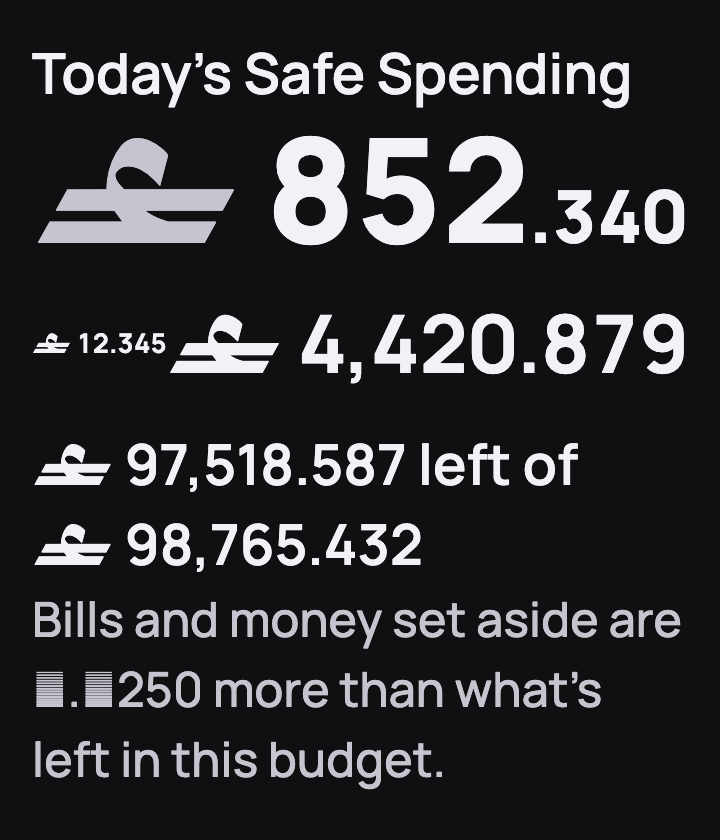 Today’s Safe Spending
852.340
12.345 4,420.879
97,518.587 left of
98,765.432
Bills and money set aside are
▤.▤250 more than what’s
left in this budget.